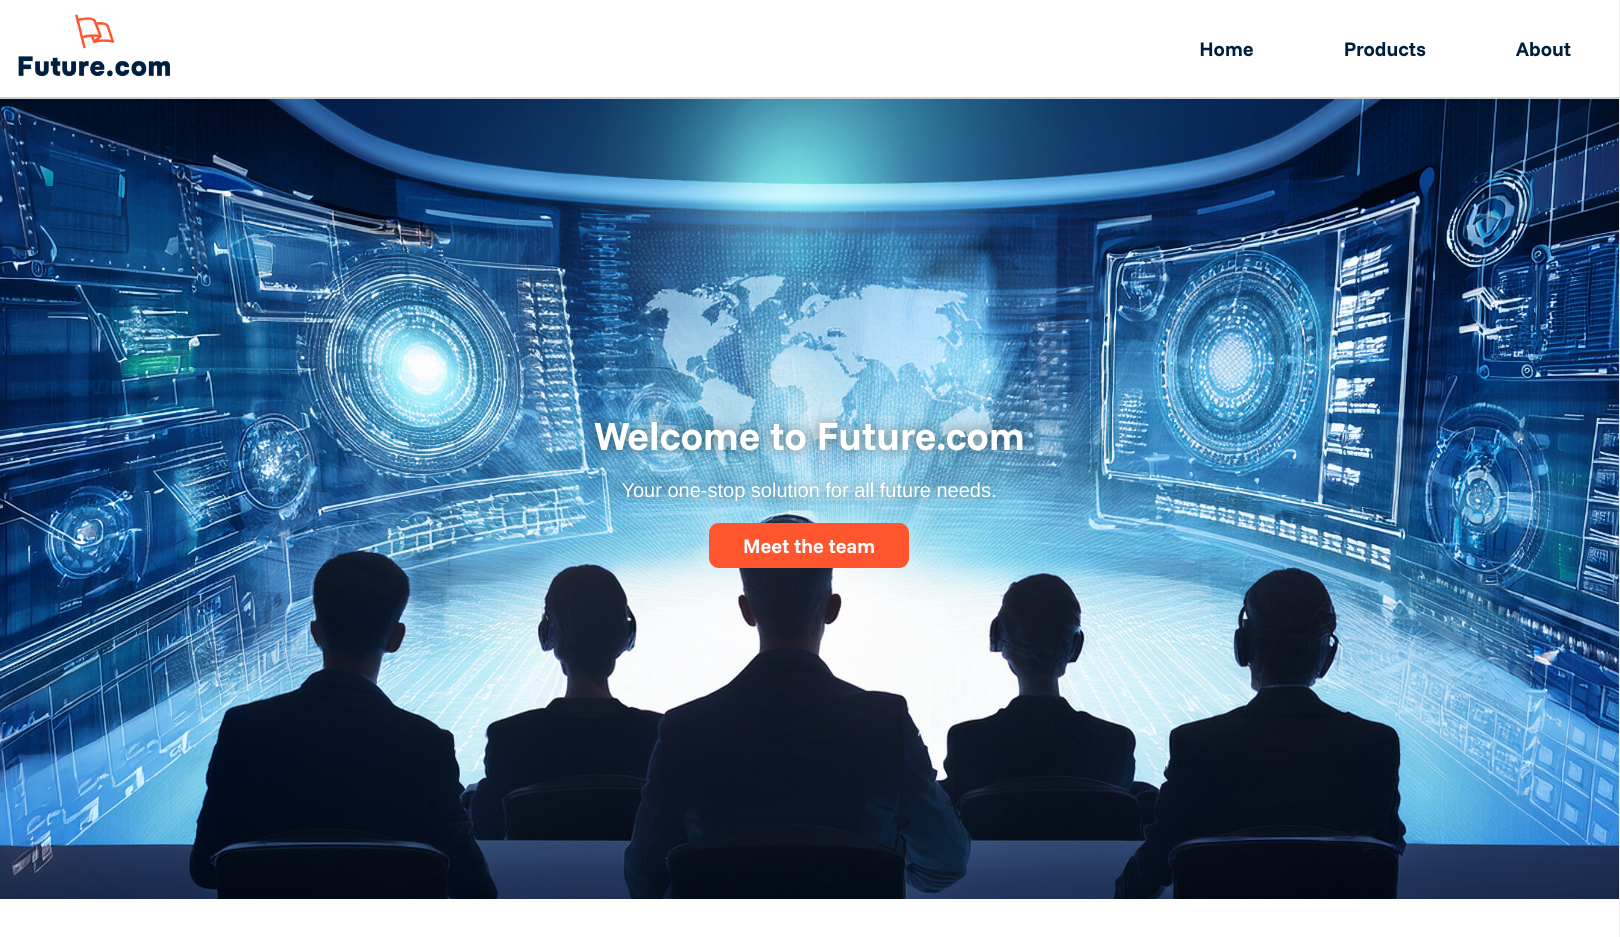 Future.com
Home
Products
About
Welcome to Future.com
Your one-stop solution for all future needs.
Meet the team